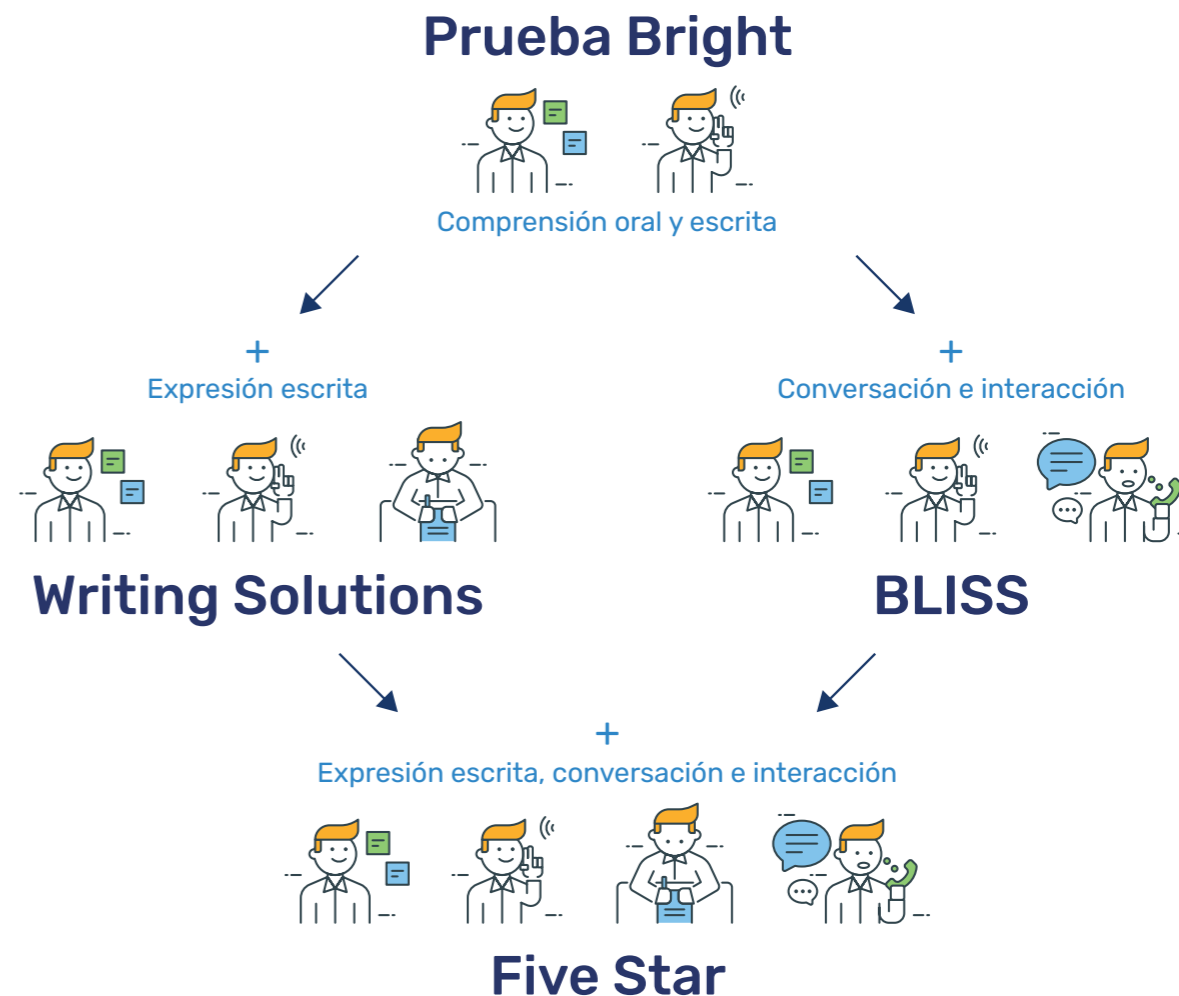 Prueba Bright
Comprensión oral y escrita
+
Expresión escrita
+
Conversación e interacción
Writing Solutions
BLISS
+
Expresión escrita, conversación e interacción
Five Star